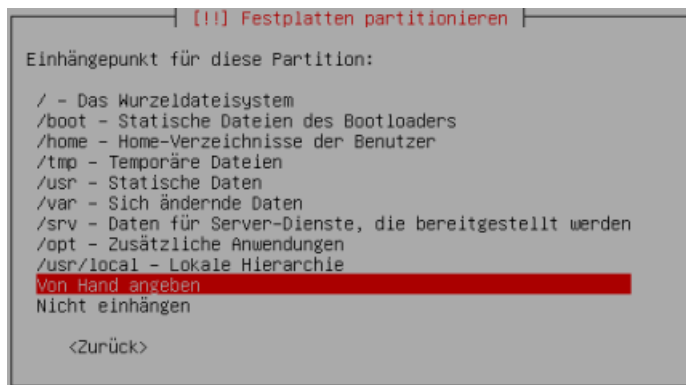 [!!] Festplatten partitionieren
Einhängepunkt für diese Partition:
/ – Das Wurzeldateisystem
/boot – Statische Dateien des Bootloaders
/home – Home-Verzeichnisse der Benutzer
/tmp – Temporäre Dateien
/usr – Statische Daten
/var – Sich ändernde Daten
/srv – Daten für Server-Dienste, die bereitgestellt werden
/opt – Zusätzliche Anwendungen
/usr/local – Lokale Hierarchie
Von Hand angeben
Nicht einhängen
<Zurück>